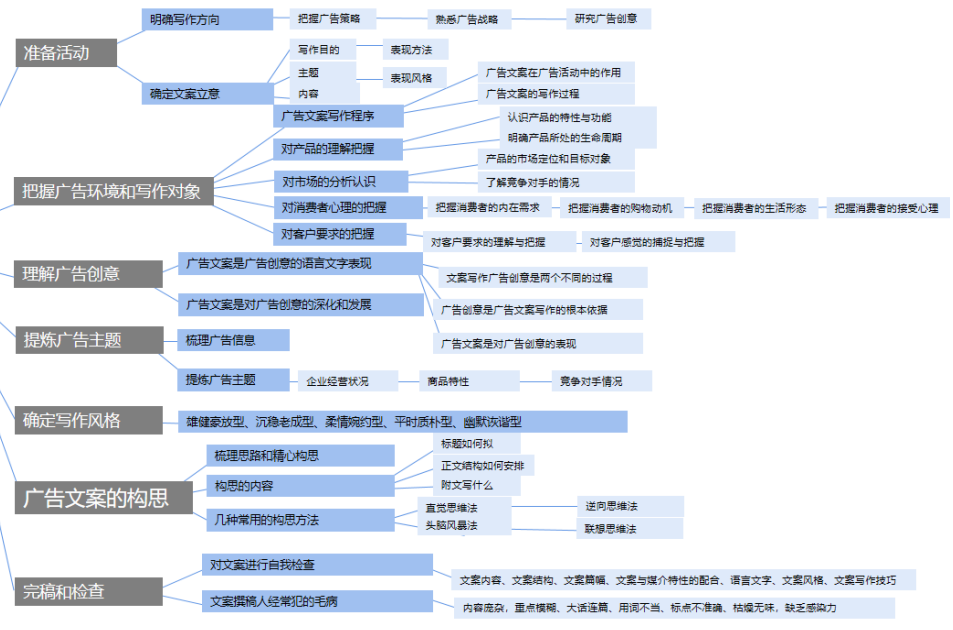 准备活动
明确写作方向
把握广告策略
熟悉广告战略
研究广告创意
确定文案立意
写作目的
表现方法
主题
表现风格
内容
把握广告环境和写作对象
广告文案写作程序
广告文案在广告活动中的作用
广告文案的写作过程
对产品的理解把握
认识产品的特性与功能
明确产品所处的生命周期
对市场的分析认识
产品的市场定位和目标对象
了解竞争对手的情况
对消费者心理的把握
把握消费者的内在需求
把握消费者的购物动机
把握消费者的生活形态
把握消费者的接受心理
对客户要求的把握
对客户要求的理解与把握
对客户感觉的捕捉与把握
理解广告创意
广告文案是广告创意的语言文字表现
文案写作广告创意是两个不同的过程
广告创意是广告文案写作的根本依据
广告文案是对广告创意的表现
广告文案是对广告创意的深化和发展
提炼广告主题
梳理广告信息
提炼广告主题
企业经营状况
商品特性
竞争对手情况
确定写作风格
雄健豪放型、沉稳老成型、柔情婉约型、平时质朴型、幽默诙谐型
广告文案的构思
梳理思路和精心构思
构思的内容
标题如何拟
正文结构如何安排
附文写什么
几种常用的构思方法
直觉思维法
头脑风暴法
逆向思维法
联想思维法
完稿和检查
对文案进行自我检查
文案内容、文案结构、文案篇幅、文案与媒介特性的配合、语言文字、文案风格、文案写作技巧
文案撰稿人经常犯的毛病
内容庞杂，重点模糊、大话连篇、用词不当、标点不准确、枯燥无味，缺乏感染力